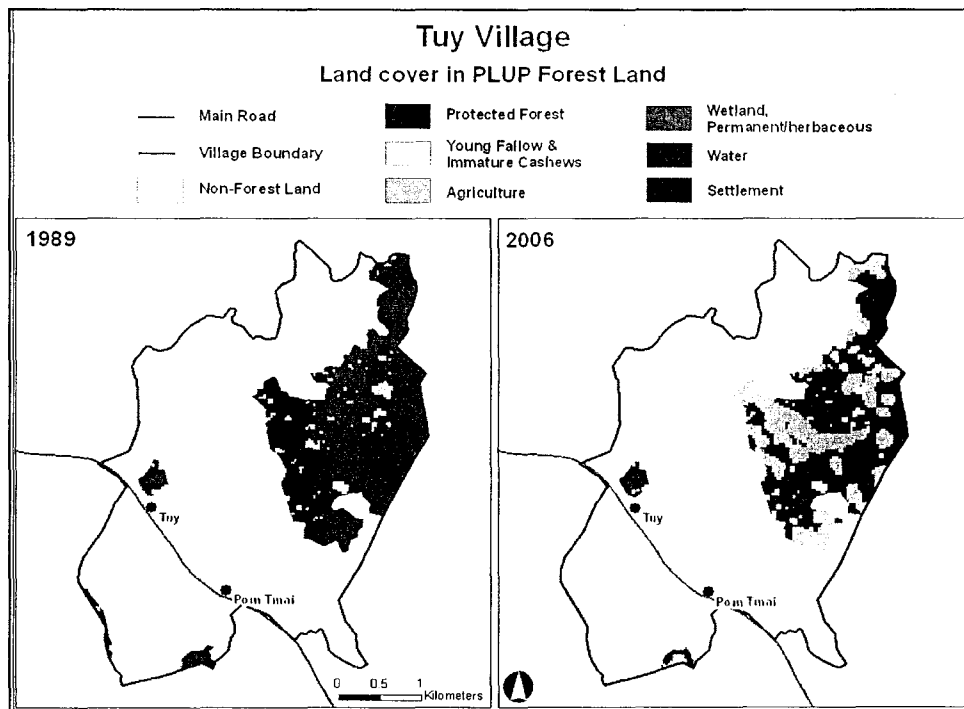 Tuy Village
Land cover in PLUP Forest Land
Main Road
Village Boundary
Non-Forest Land
Protected Forest
Young Fallow &
Immature Cashews
Agriculture
Wetland,
Permanent/herbaceous
Water
Settlement
1989
Tuy
Pom Tmai
0 0.5 1
Kilometers
2006
Tuy
Pom Tmai